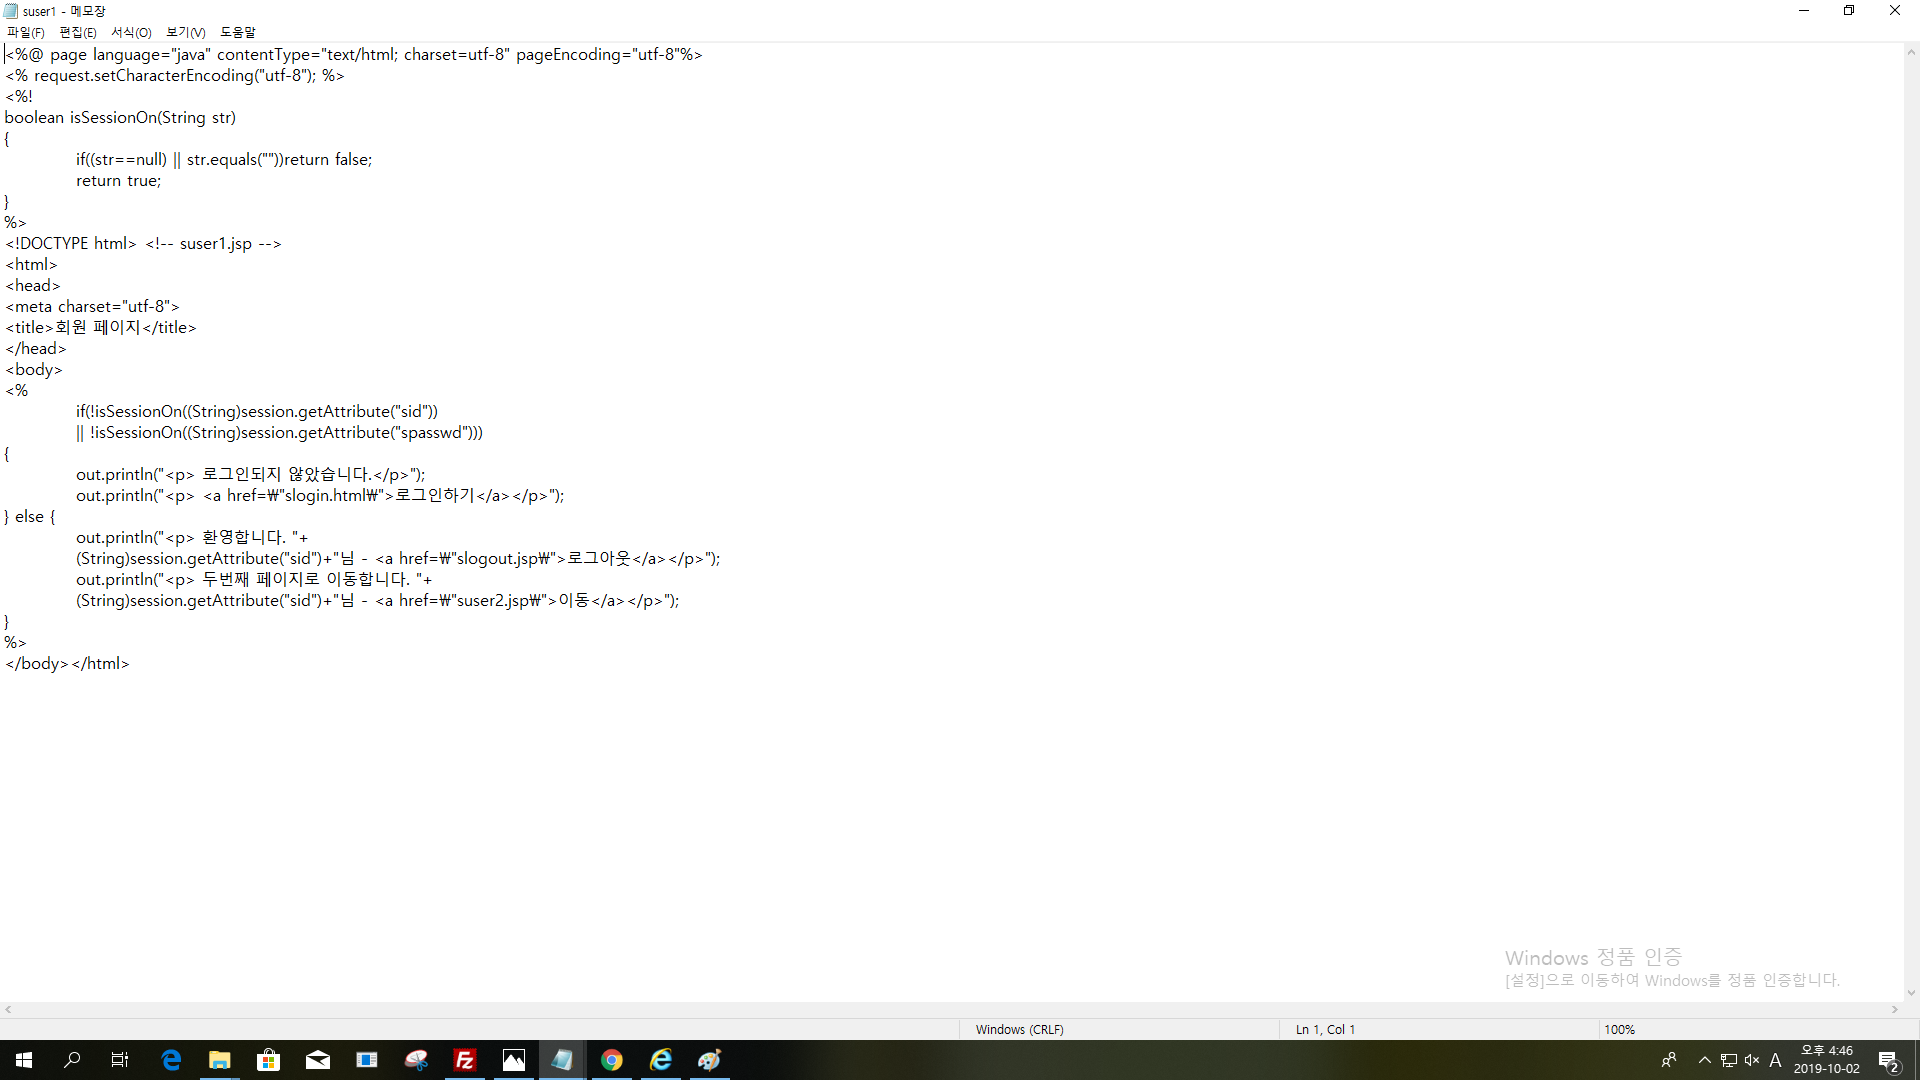 suser1 - 메모장
파일(F) 편집(E) 서식(O) 보기(V) 도움말
<%@ page language="java" contentType="text/html; charset=utf-8" pageEncoding="utf-8"%>
<% request.setCharacterEncoding("utf-8"); %>
<%!
boolean isSessionOn(String str)
{
if((str==null) || str.equals(""))return false;
return true;
}
%>
<!DOCTYPE html> <!-- suser1.jsp -->
<html>
<head>
<meta charset="utf-8">
<title>회원 페이지</title>
</head>
<body>
<%
if(!isSessionOn((String)session.getAttribute("sid"))
|| !isSessionOn((String)session.getAttribute("spasswd")))
{
out.println("<p> 로그인되지 않았습니다.</p>");
out.println("<p> <a href=₩"slogin.html₩">로그인하기</a></p>");
} else {
out.println("<p> 환영합니다. "+
(String)session.getAttribute("sid")+"님 - <a href=₩"slogout.jsp₩">로그아웃</a></p>");
out.println("<p> 두번째 페이지로 이동합니다. "+
(String)session.getAttribute("sid")+"님 - <a href=₩"suser2.jsp₩">이동</a></p>");
}
%>
</body></html>
Windows 정품 인증
[설정]으로 이동하여 Windows를 정품 인증합니다.
Windows (CRLF) Ln 1, Col 1 100%
A 오후 4:46
2019-10-02 2